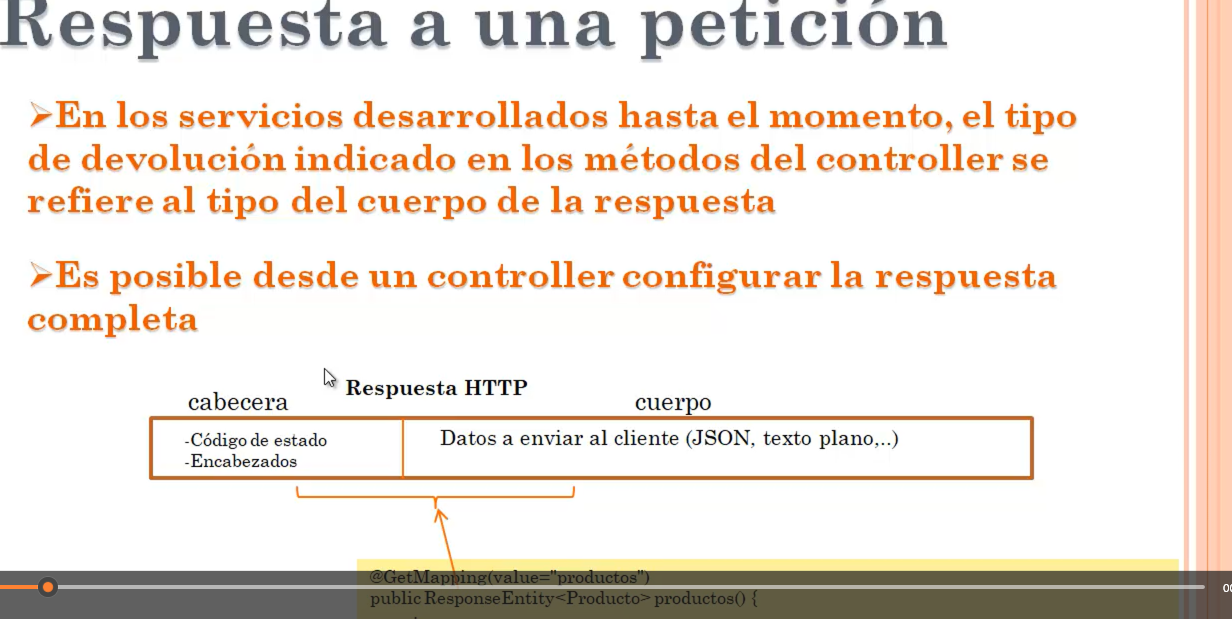 Respuesta a una petición
➢En los servicios desarrollados hasta el momento, el tipo
de devolución indicado en los métodos del controller se
refiere al tipo del cuerpo de la respuesta
➢Es posible desde un controller configurar la respuesta
completa
Respuesta HTTP
cabecera
cuerpo
-Código de estado
-Encabezados
Datos a enviar al cliente (JSON, texto plano,..)
@GetMapping(value="productos")
public ResponseEntity<Producto> productos() {